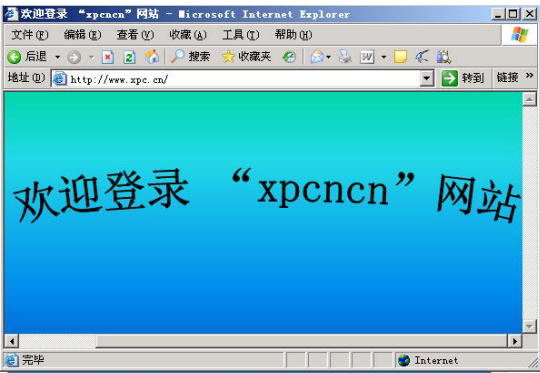 欢迎登录 “xpcncn” 网站 - Microsoft Internet Explorer
文件(F) 编辑(E) 查看(V) 收藏(A) 工具(T) 帮助(H)
后退 搜索 收藏夹
地址(D) http://www.xpc.cn/ 转到 链接 »
欢迎登录 “xpcncn” 网站
完毕 Internet